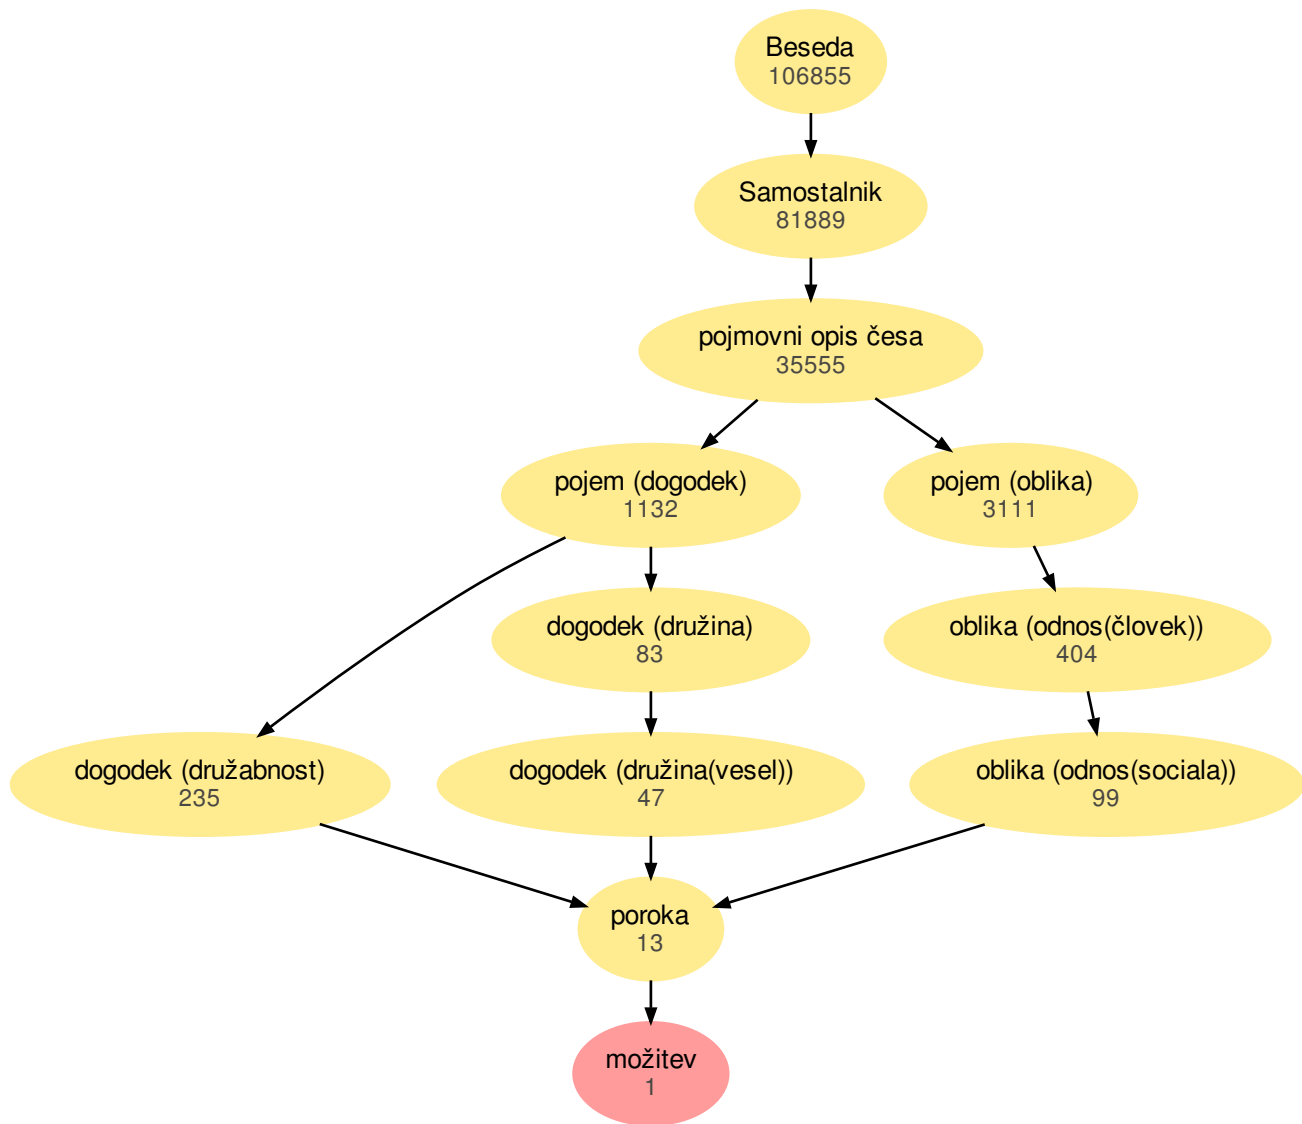 Beseda
106855
Samostalnik
81889
pojmovni opis česa
35555
pojem (dogodek)
1132
pojem (oblika)
3111
dogodek (družina)
83
oblika (odnos(človek))
404
dogodek (družabnost)
235
dogodek (družina(vesel))
47
oblika (odnos(sociala))
99
poroka
13
možitev
1